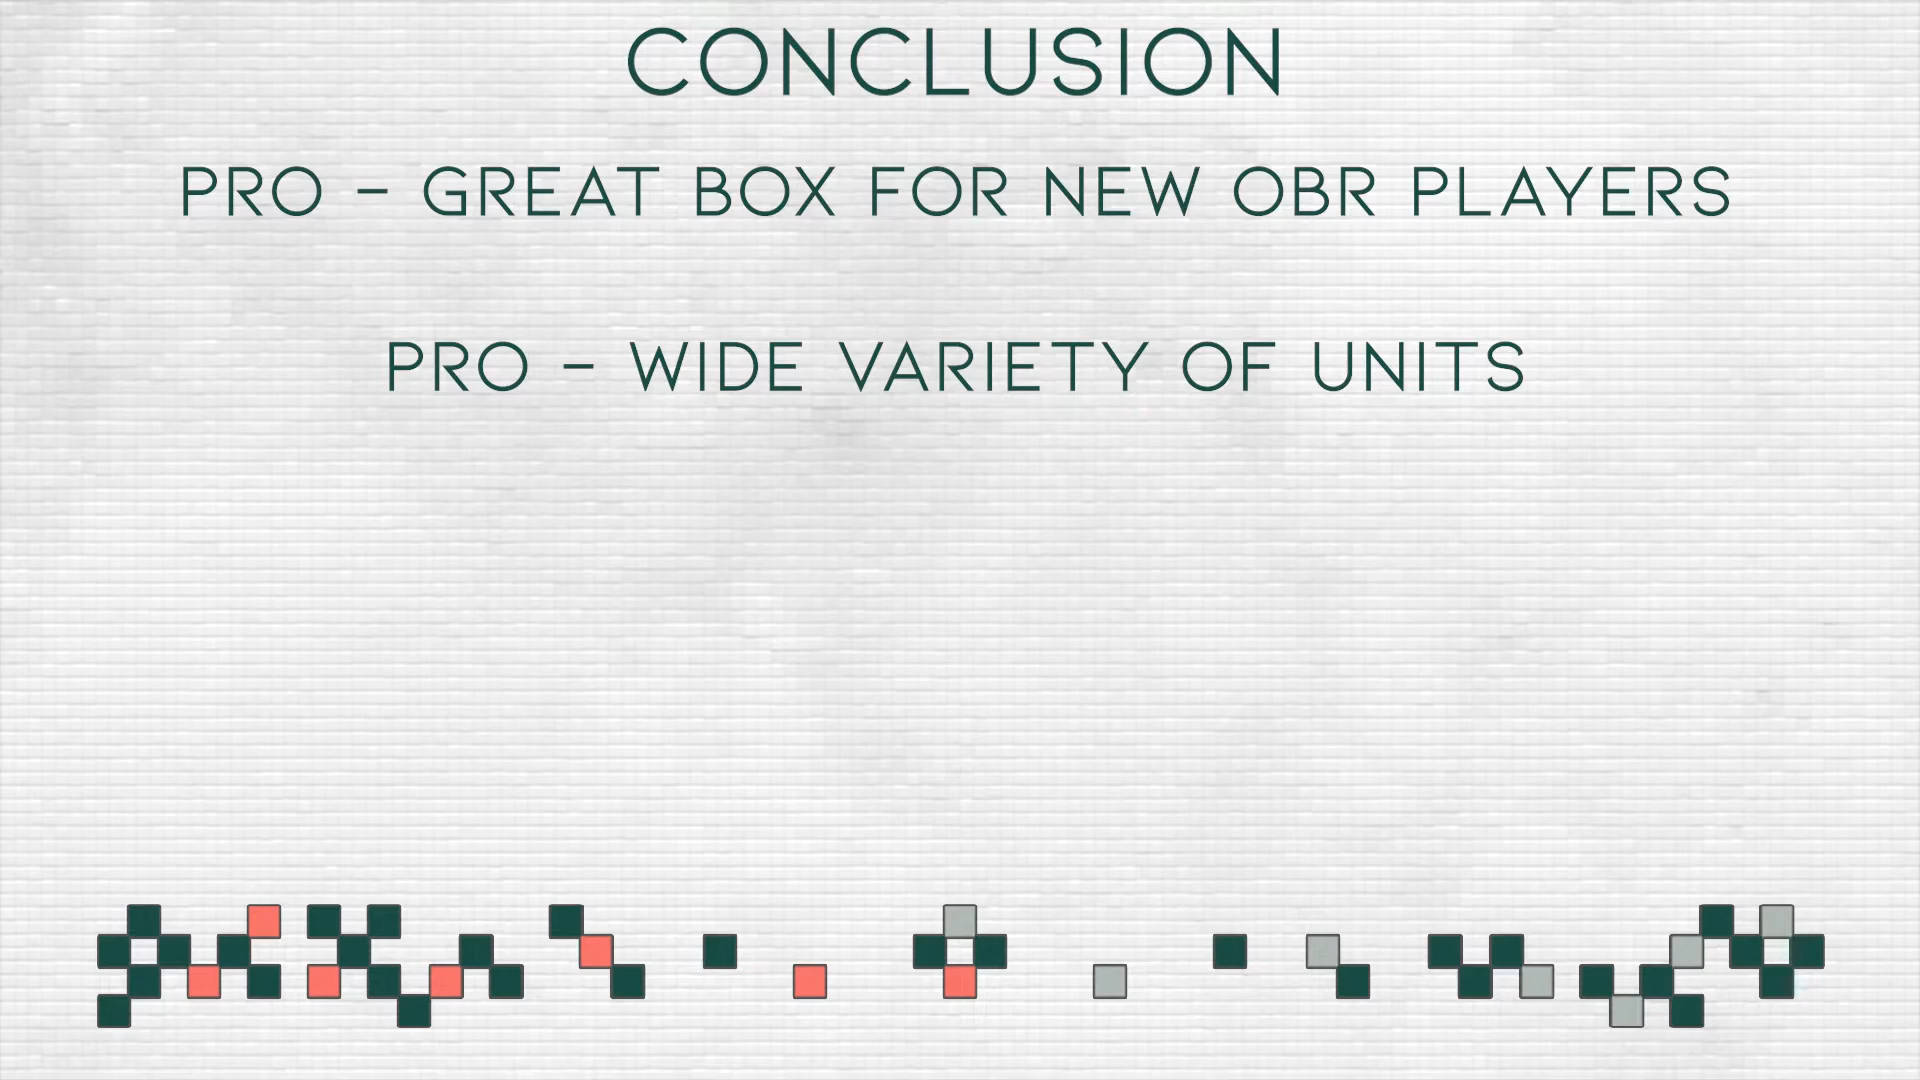 CONCLUSION
PRO - GREAT BOX FOR NEW OBR PLAYERS
PRO - WIDE VARIETY OF UNITS